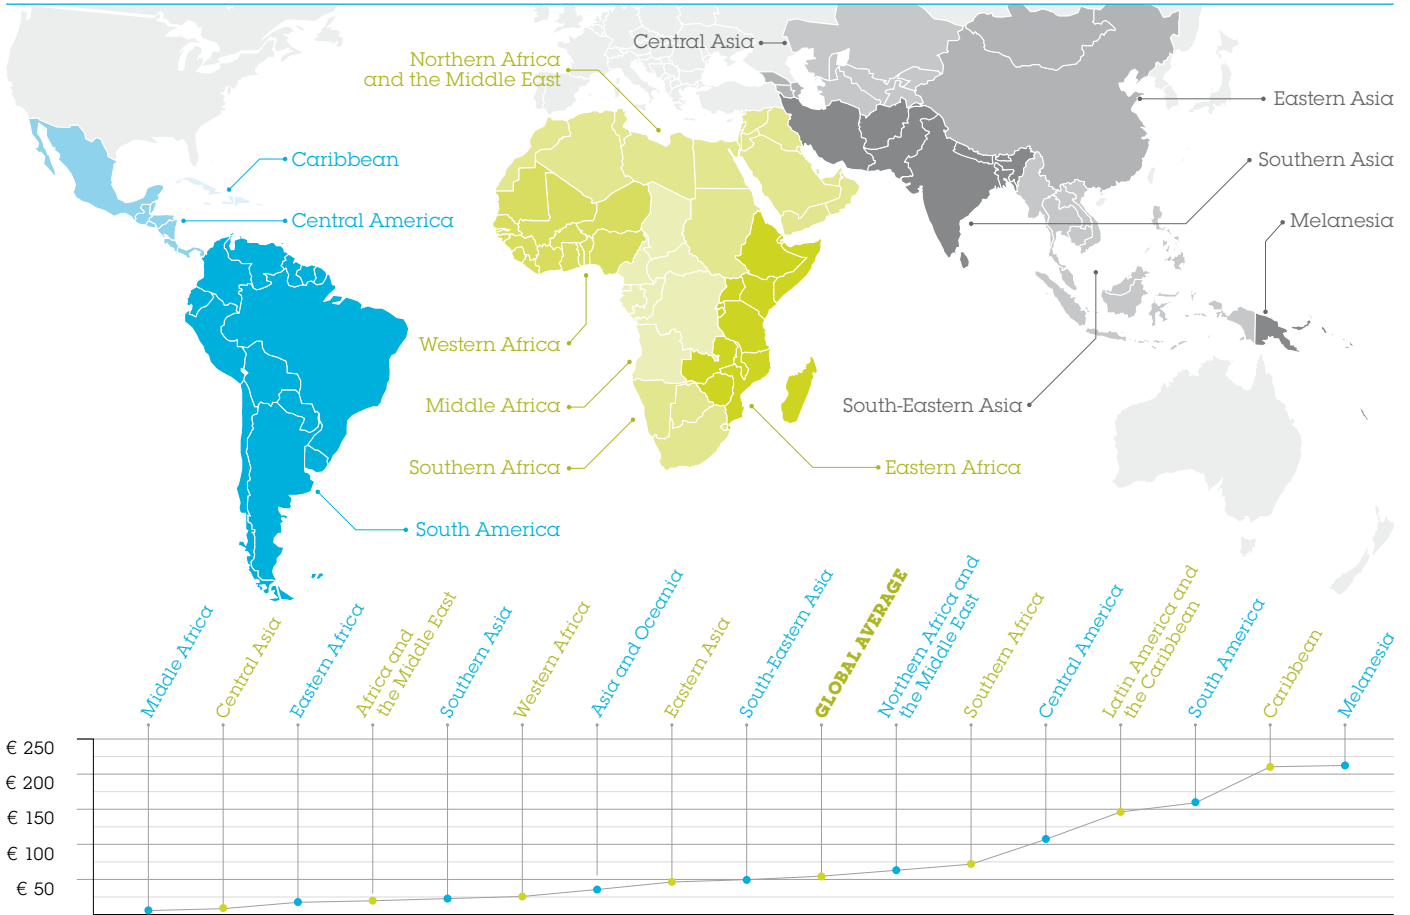 Central Asia
Northern Africa
and the Middle East
Eastern Asia
Caribbean
Southern Asia
Central America
Melanesia
Western Africa
Middle Africa
South-Eastern Asia
Southern Africa
Eastern Africa
South America
Middle Africa
Central Asia
Eastern Africa
Africa and
the Middle East
Southern Asia
Western Africa
Asia and Oceania
Eastern Asia
South-Eastern Asia
GLOBAL AVERAGE
Northern Africa and
the Middle East
Southern Africa
Central America
Latin America and
the Caribbean
South America
Caribbean
Melanesia
€ 250
€ 200
€ 150
€ 100
€ 50